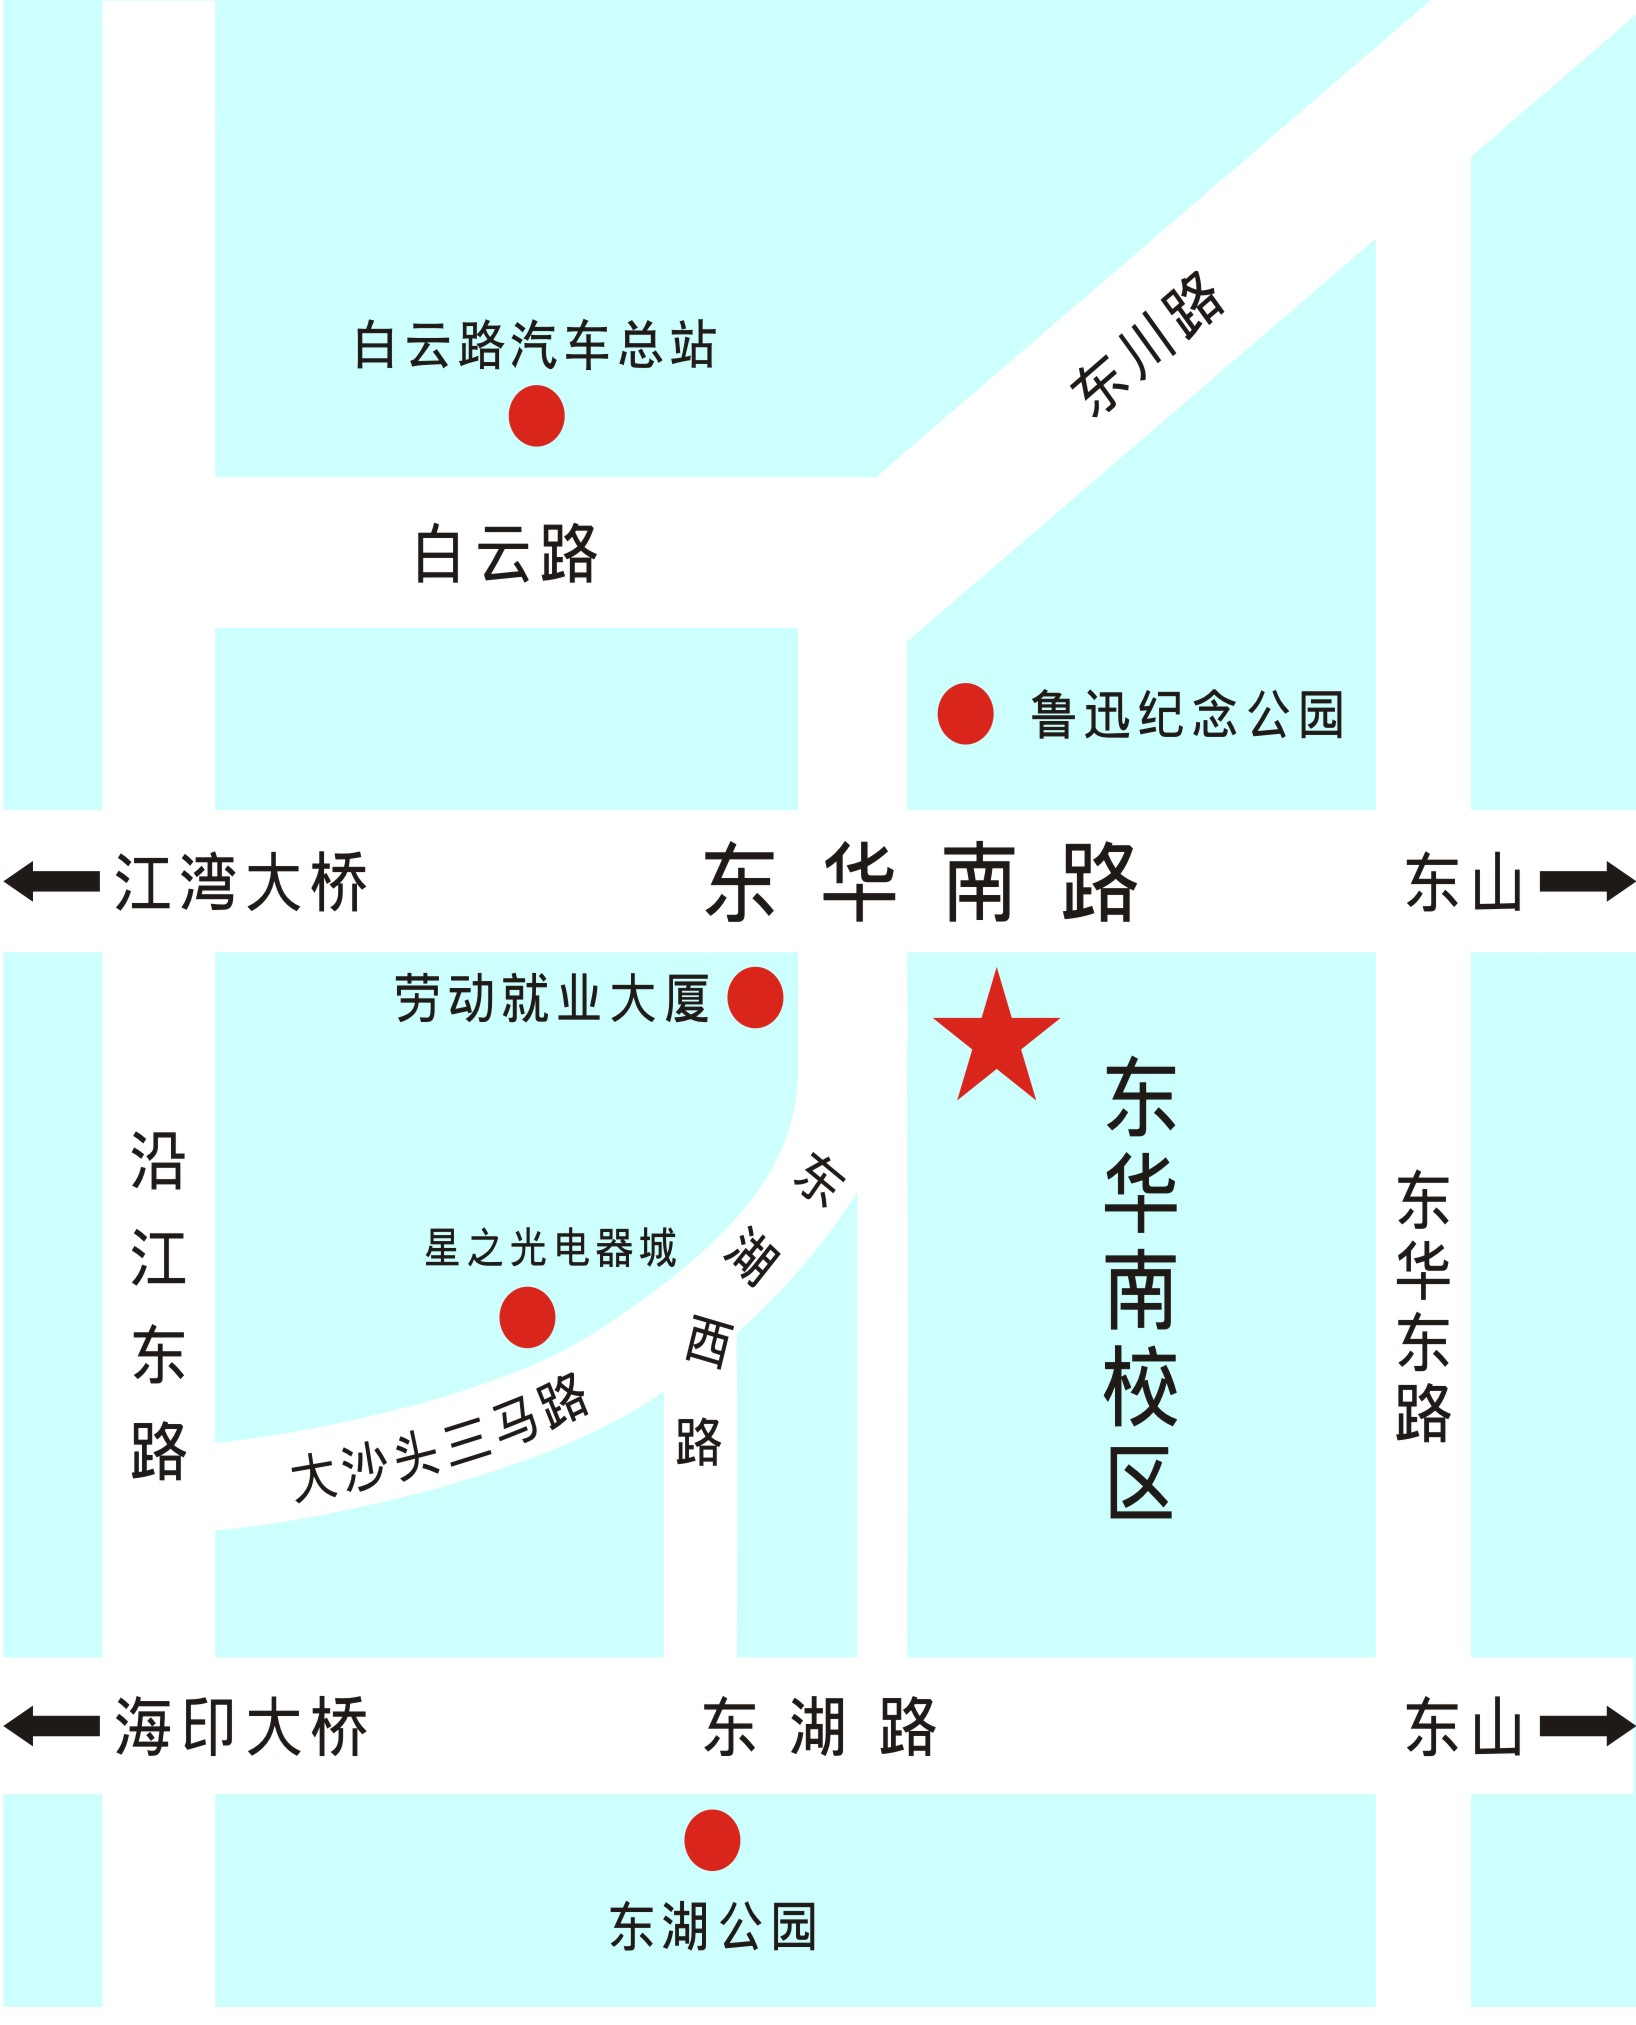 东川路
白云路汽车总站
白云路
鲁迅纪念公园
江湾大桥
东华南路
东山
劳动就业大厦
东华南校区
沿江东路
东湖西路
东华东路
星之光电器城
大沙头三马路
海印大桥
东湖路
东山
东湖公园